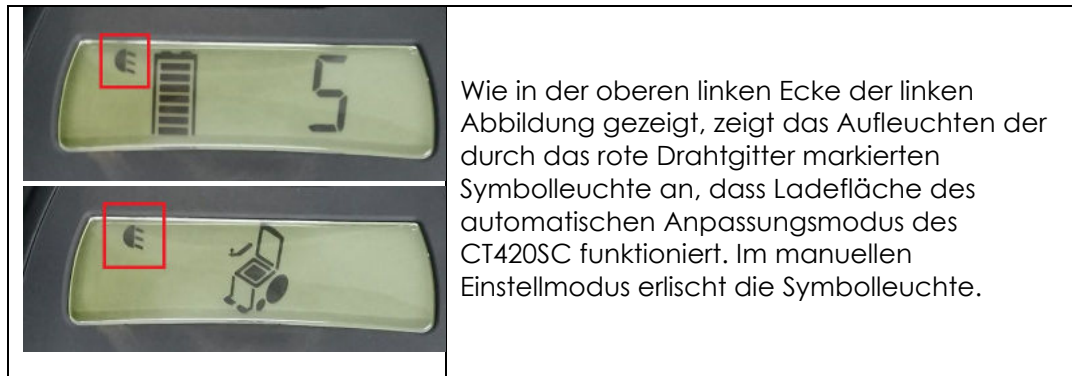 5
Wie in der oberen linken Ecke der linken
Abbildung gezeigt, zeigt das Aufleuchten der
durch das rote Drahtgitter markierten
Symbolleuchte an, dass Ladefläche des
automatischen Anpassungsmodus des
CT420SC funktioniert. Im manuellen
Einstellmodus erlischt die Symbolleuchte.